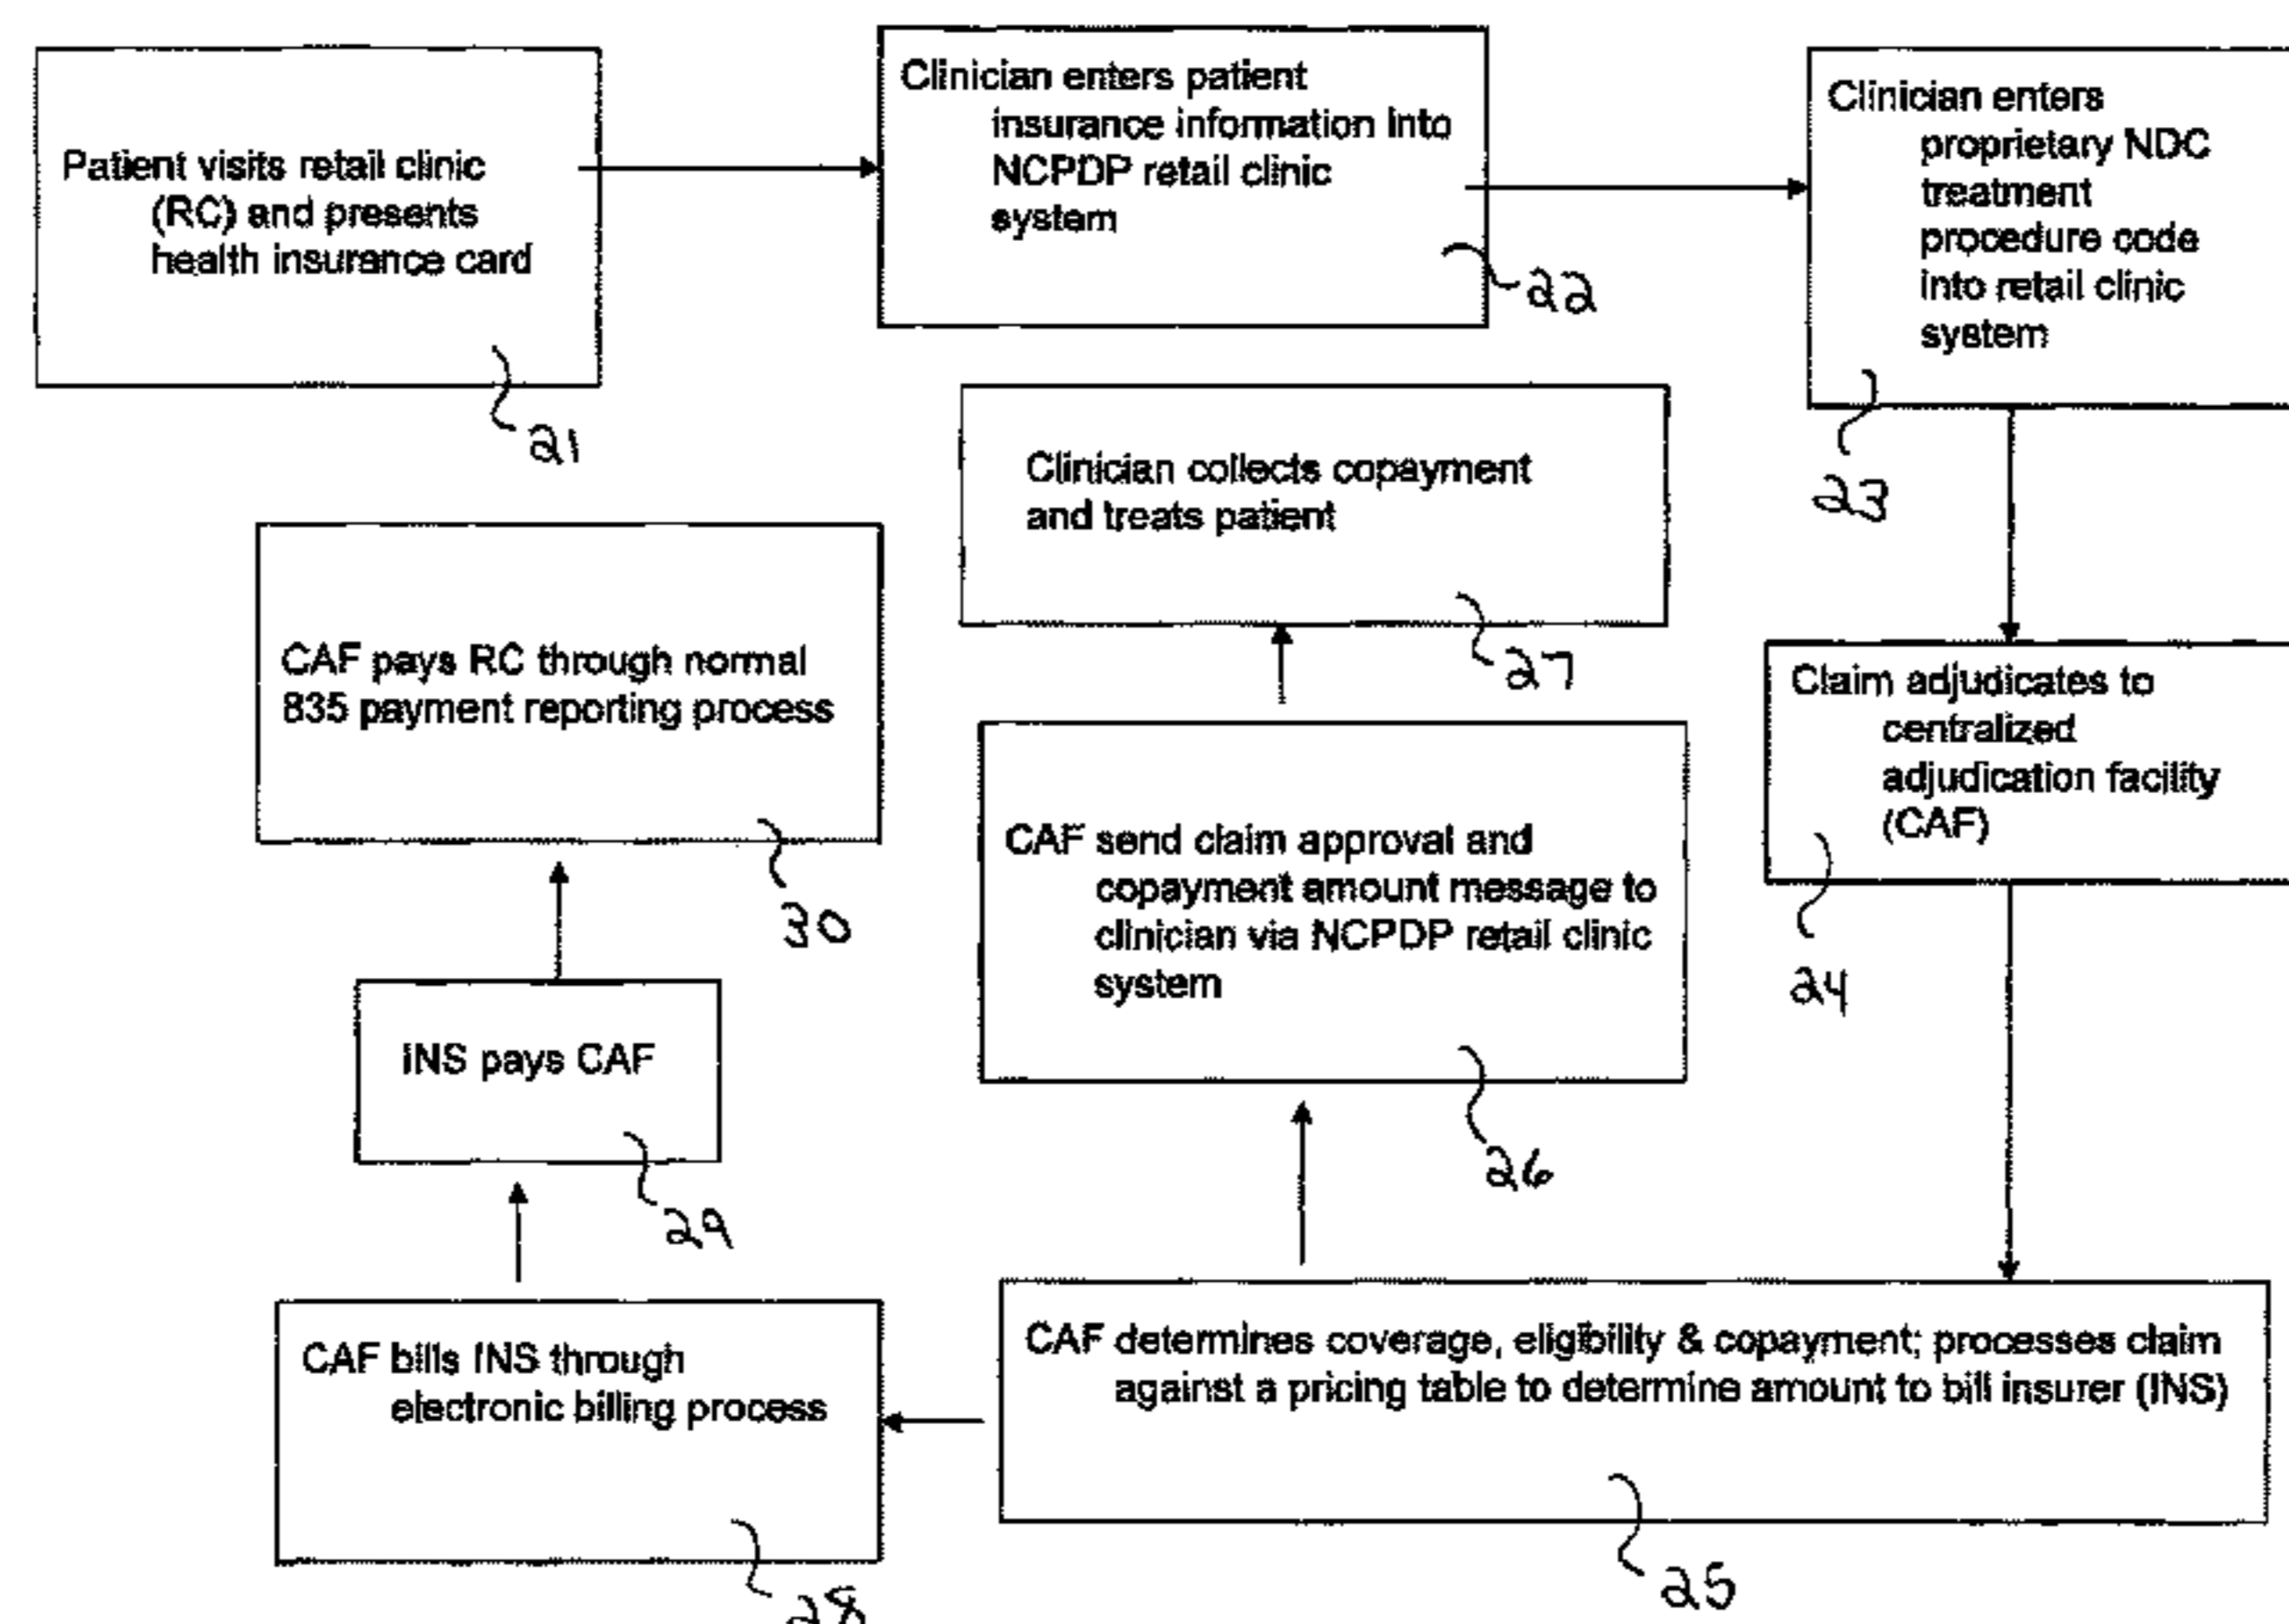 Patient visits retail clinic
(RC) and presents
health insurance card
21
Clinician enters patient
insurance information into
NCPDP retail clinic
system
22
Clinician enters
proprietary NDC
treatment
procedure code
into retail clinic
system
23
Claim adjudicates to
centralized
adjudication facility
(CAF)
24
CAF determines coverage, eligibility & copayment; processes claim
against a pricing table to determine amount to bill insurer (INS)
25
CAF send claim approval and
copayment amount message to
clinician via NCPDP retail clinic
system
26
Clinician collects copayment
and treats patient
27
CAF bills INS through
electronic billing process
28
INS pays CAF
29
CAF pays RC through normal
835 payment reporting process
30